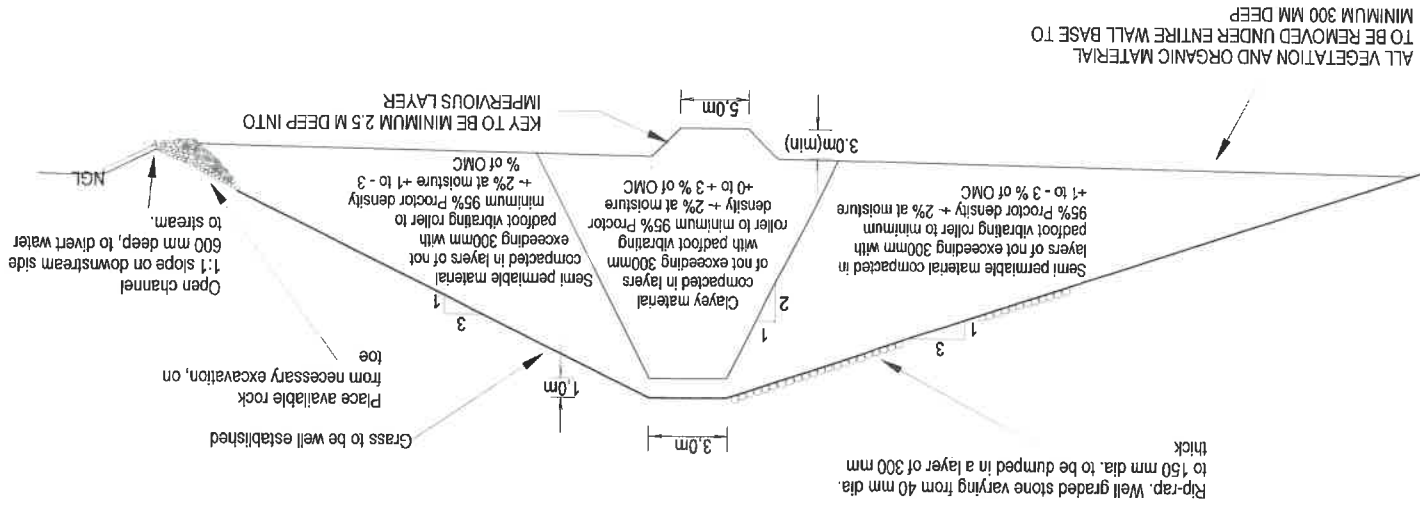 Rip-rap. Well graded stone varying from 40 mm dia.
to 150 mm dia. to be dumped in a layer of 300 mm
thick
3,0m
Grass to be well established
1,0m
Place available rock
from necessary excavation, on
toe
3
1
1
2
3
1
Open channel
1:1 slope on downstream side
600 mm deep, to divert water
to stream.
Semi permiable material compacted in
layers of not exceeding 300mm with
padfoot vibrating roller to minimum
95% Proctor density +- 2% at moisture
+1 to - 3 % of OMC
Clayey material
compacted in layers
of not exceeding 300mm
with padfoot vibrating
roller to minimum 95% Proctor
density +- 2% at moisture
+0 to + 3 % of OMC
Semi permiable material
compacted in layers of not
exceeding 300mm with
padfoot vibrating roller to
minimum 95% Proctor density
+- 2% at moisture +1 to - 3
% of OMC
NGL
3.0m(min)
5.0m
KEY TO BE MINIMUM 2.5 M DEEP INTO
IMPERVIOUS LAYER
ALL VEGETATION AND ORGANIC MATERIAL
TO BE REMOVED UNDER ENTIRE WALL BASE TO
MINIMUM 300 MM DEEP